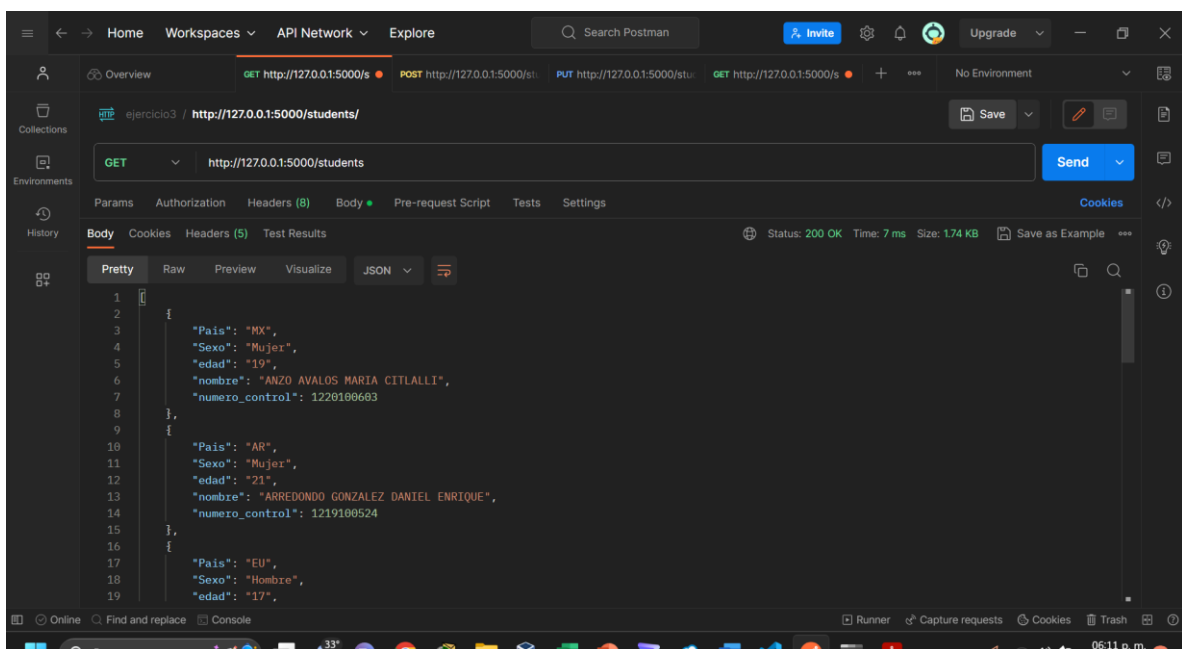 Home Workspaces API Network Explore Search Postman Invite Upgrade
Overview GET http://127.0.0.1:5000/s POST http://127.0.0.1:5000/st PUT http://127.0.0.1:5000/stu GET http://127.0.0.1:5000/s No Environment
HTTP ejercicio3 / http://127.0.0.1:5000/students/ Save
Collections
GET http://127.0.0.1:5000/students Send
Environments
Params Authorization Headers (8) Body Pre-request Script Tests Settings Cookies
History
Body Cookies Headers (5) Test Results Status: 200 OK Time: 7 ms Size: 1.74 KB Save as Example
Pretty Raw Preview Visualize JSON
1 [
2 {
3 "Pais": "MX",
4 "Sexo": "Mujer",
5 "edad": "19",
6 "nombre": "ANZO AVALOS MARIA CITLALLI",
7 "numero_control": 1220100603
8 },
9 {
10 "Pais": "AR",
11 "Sexo": "Mujer",
12 "edad": "21",
13 "nombre": "ARREDONDO GONZALEZ DANIEL ENRIQUE",
14 "numero_control": 1219100524
15 },
16 {
17 "Pais": "EU",
18 "Sexo": "Hombre",
19 "edad": "17",
Online Find and replace Console Runner Capture requests Cookies Trash
33° 06:11 p. m.